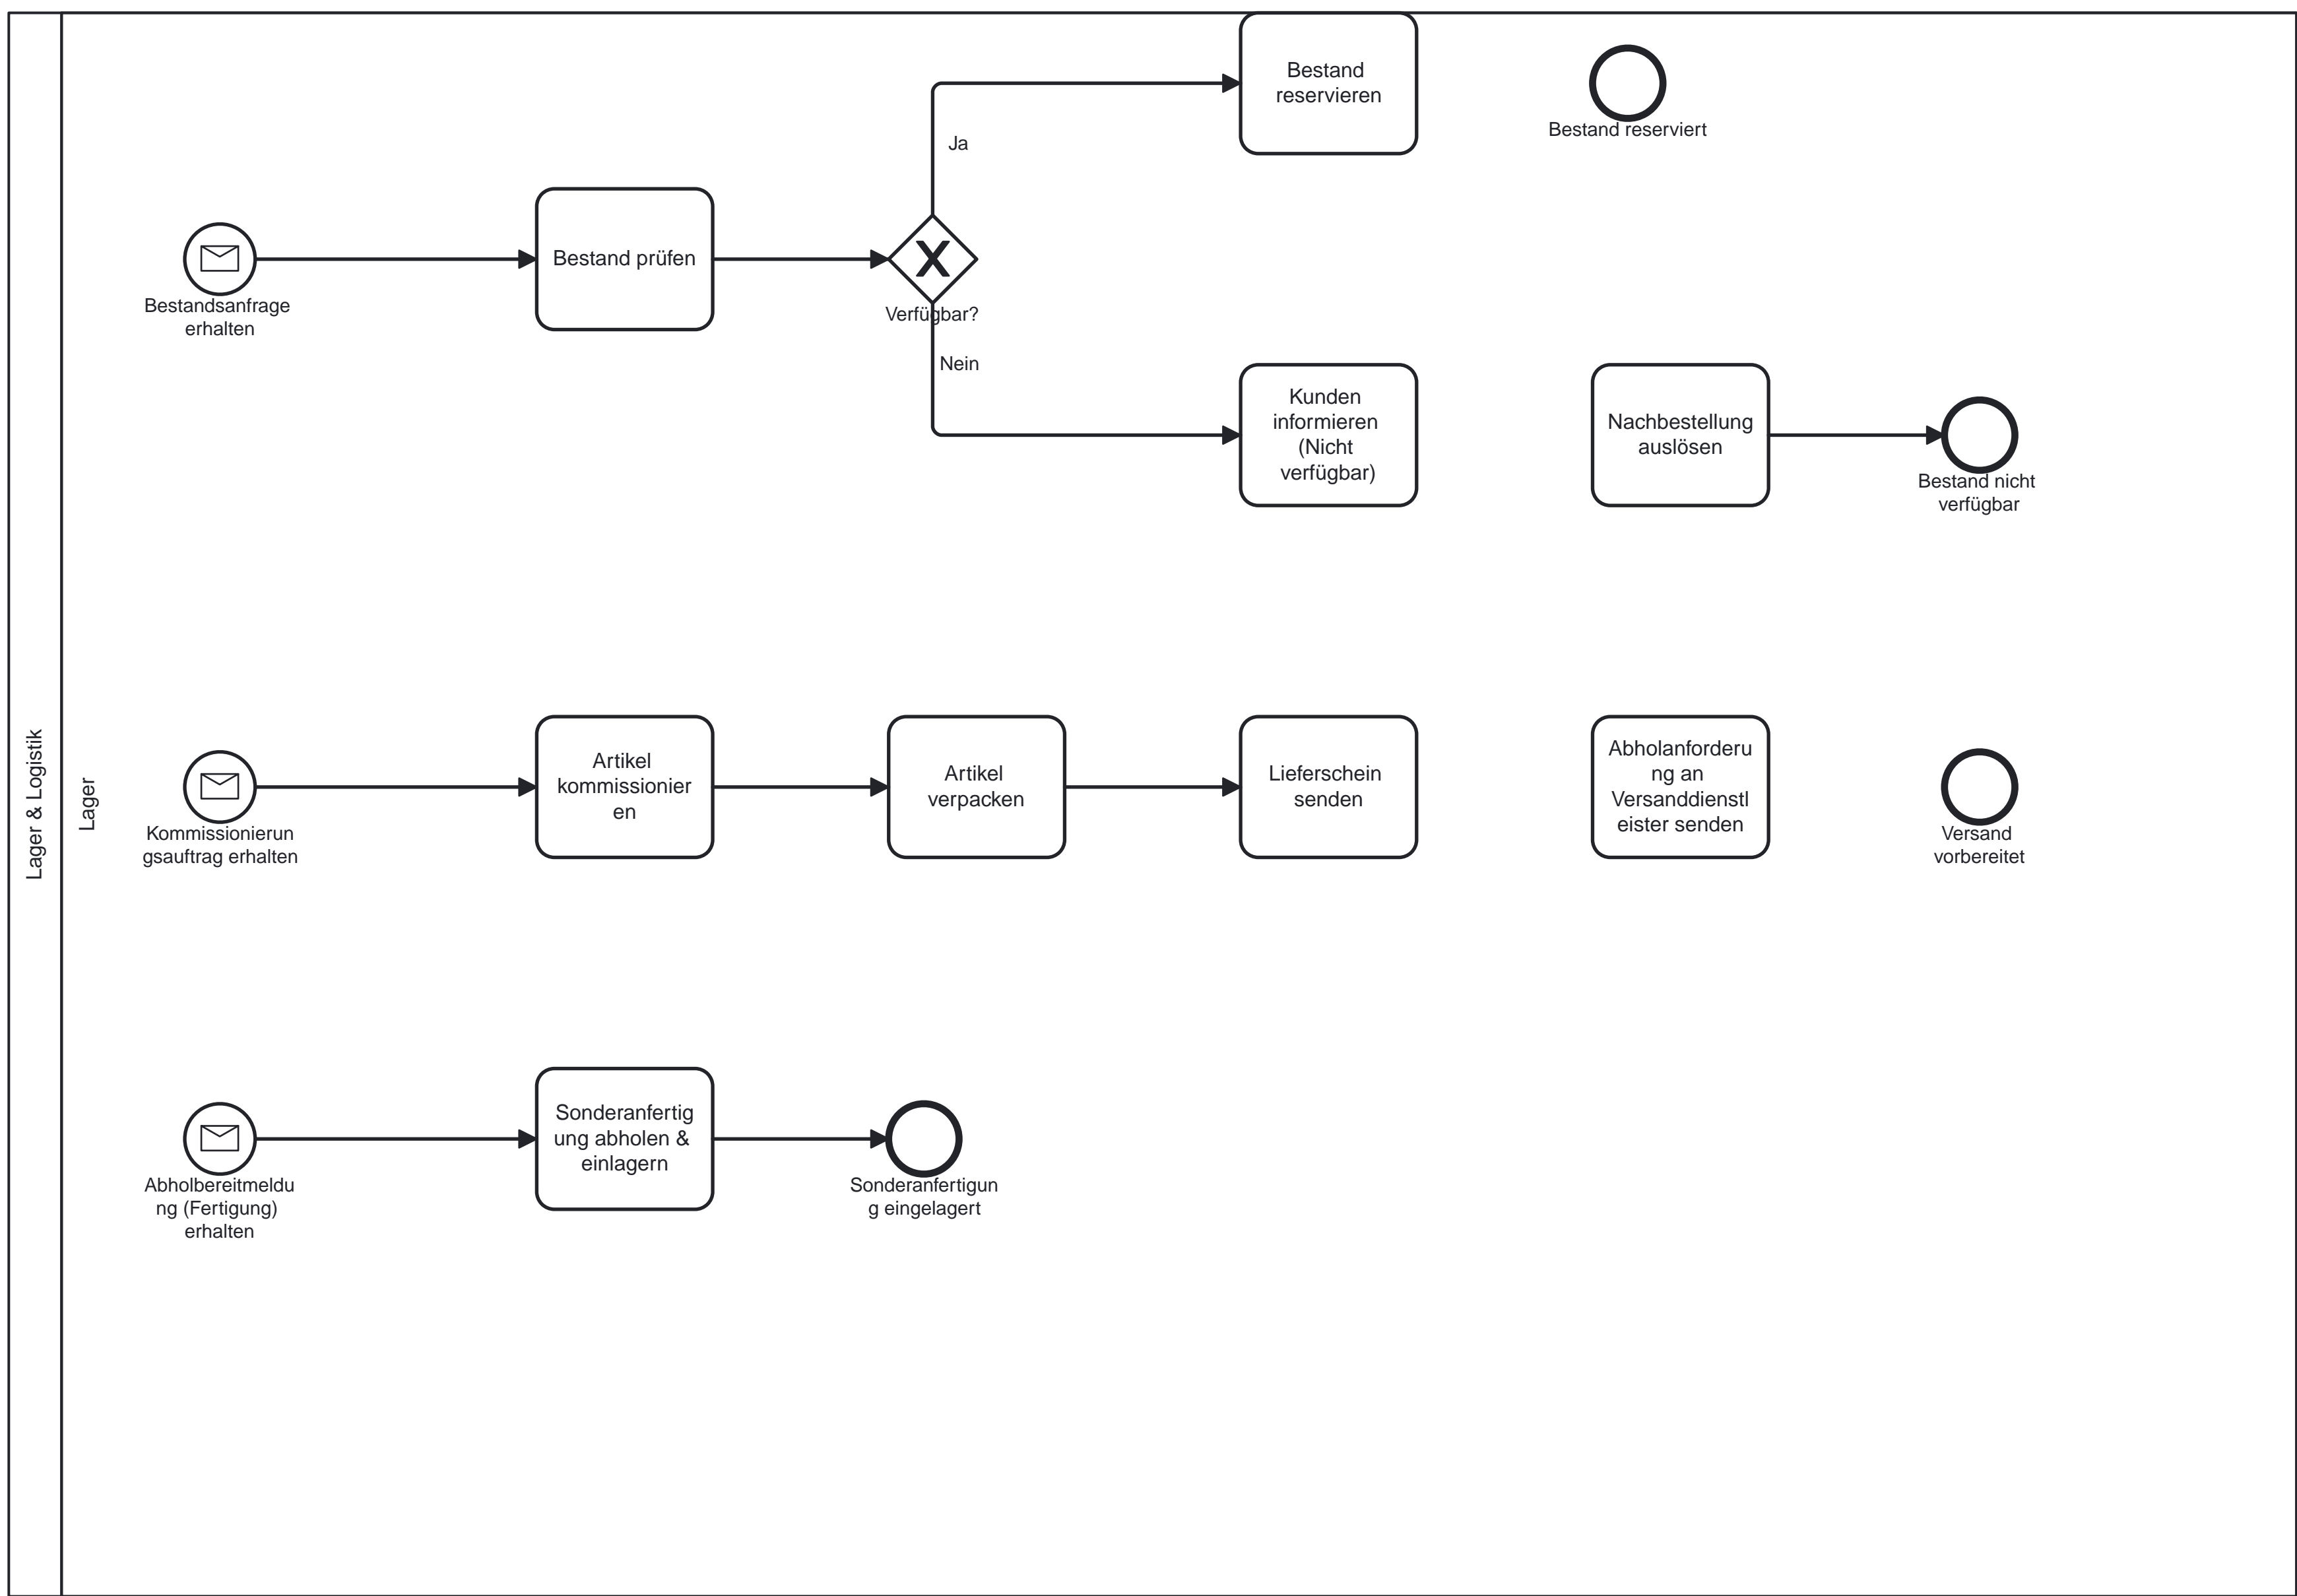 Lager & Logistik
Lager
Bestandsanfrage
erhalten
Bestand prüfen
Verfügbar?
Ja
Nein
Bestand
reservieren
Bestand reserviert
Kunden
informieren
(Nicht
verfügbar)
Nachbestellung
auslösen
Bestand nicht
verfügbar
Kommissionierun
gsauftrag erhalten
Artikel
kommissionier
en
Artikel
verpacken
Lieferschein
senden
Abholanforderu
ng an
Versanddienstl
eister senden
Versand
vorbereitet
Abholbereitmeldu
ng (Fertigung)
erhalten
Sonderanfertig
ung abholen &
einlagern
Sonderanfertigun
g eingelagert